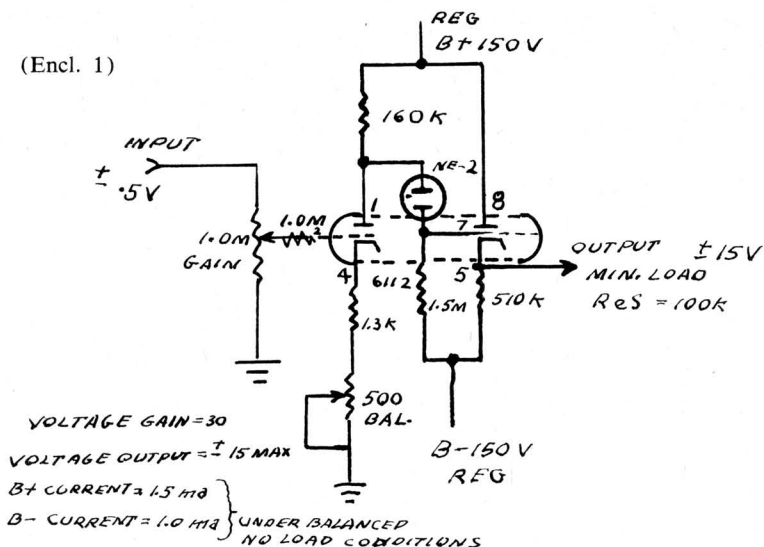 (Encl. 1)
REG
B+150V
160K
NE-2
INPUT
± .5V
1
8
7
1.0M
2
1.0M
GAIN
4
6112
5
OUTPUT ±15V
MIN. LOAD
ReS = 100K
1.5M
510K
1.3K
500
BAL.
B-150V
REG
VOLTAGE GAIN=30
VOLTAGE OUTPUT=±15 MAX
B+ CURRENT=1.5 ma
B- CURRENT=1.0 ma
UNDER BALANCED
NO LOAD CONDITIONS